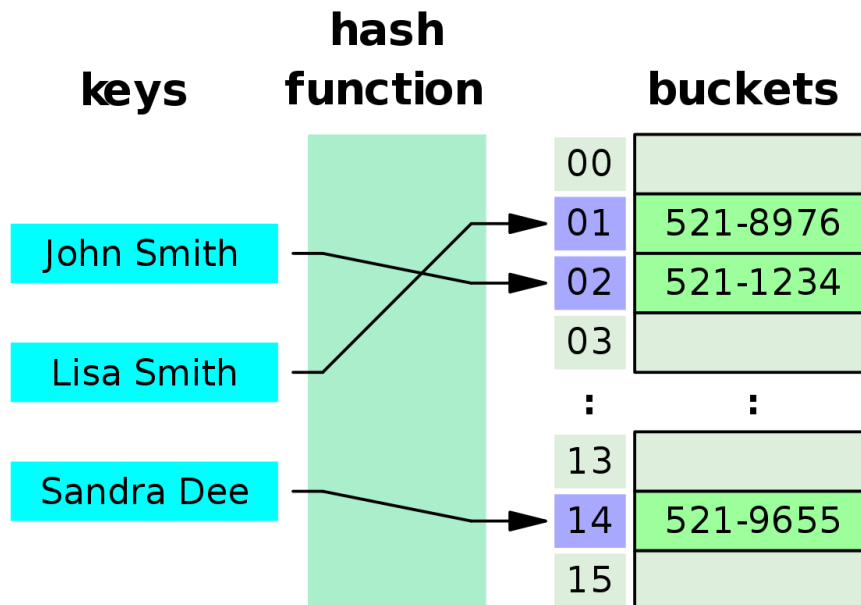 keys
hash
function
buckets
John Smith
Lisa Smith
Sandra Dee
00
01 521-8976
02 521-1234
03
: :
13
14 521-9655
15